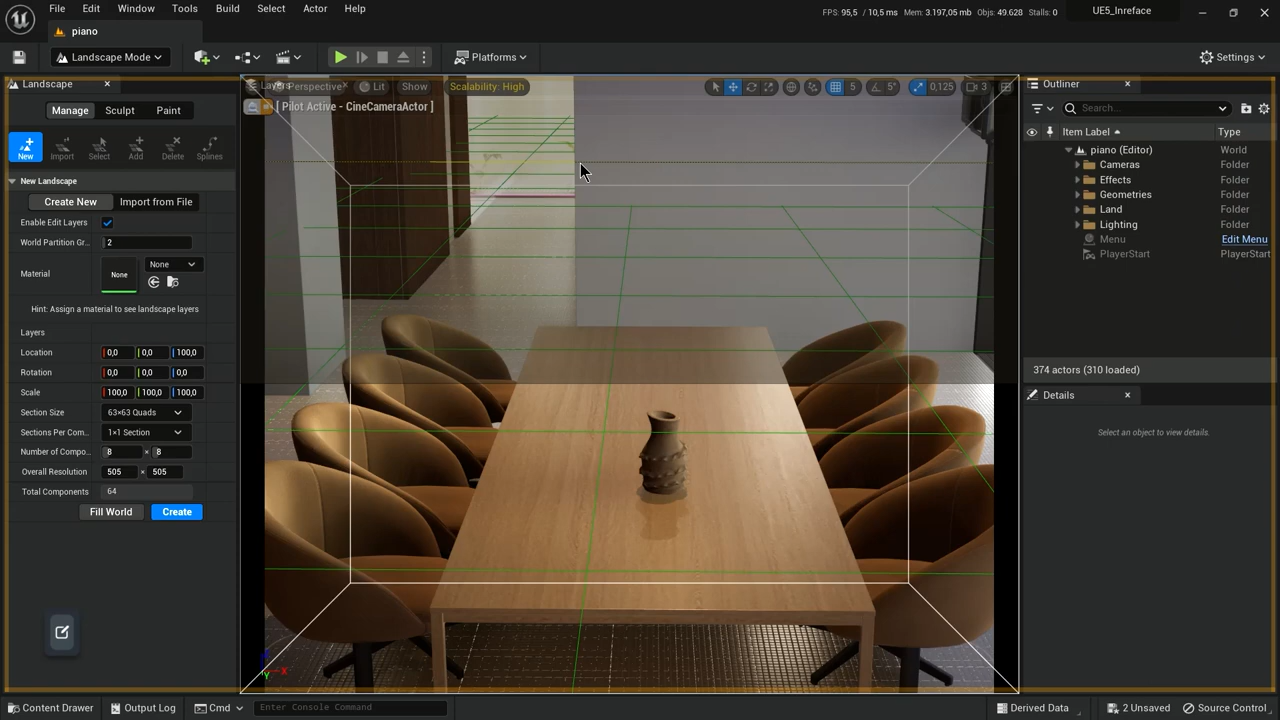 File Edit Window Tools Build Select Actor Help
FPS: 95,5 / 10,5 ms Mem: 3.197,05 mb Objs: 49.628 Stalls: 0
UE5_Inreface
piano
Landscape Mode
Platforms
Settings
Landscape
Manage Sculpt Paint
New Import Select Add Delete Splines
New Landscape
Create New Import from File
Enable Edit Layers
World Partition Gr... 2
Material None None
Hint: Assign a material to see landscape layers
Layers
Location 0,0 0,0 100,0
Rotation 0,0 0,0 0,0
Scale 100,0 100,0 100,0
Section Size 63×63 Quads
Sections Per Com... 1×1 Section
Number of Compo... 8 × 8
Overall Resolution 505 × 505
Total Components 64
Fill World Create
Perspective Lit Show Scalability: High 5 5° 0,125 3
[ Pilot Active - CineCameraActor ]
X
Outliner
Search...
Item Label Type
piano (Editor) World
Cameras Folder
Effects Folder
Geometries Folder
Land Folder
Lighting Folder
Menu Edit Menu
PlayerStart PlayerStart
374 actors (310 loaded)
Details
Select an object to view details.
Content Drawer Output Log Cmd Enter Console Command
Derived Data 2 Unsaved Source Control